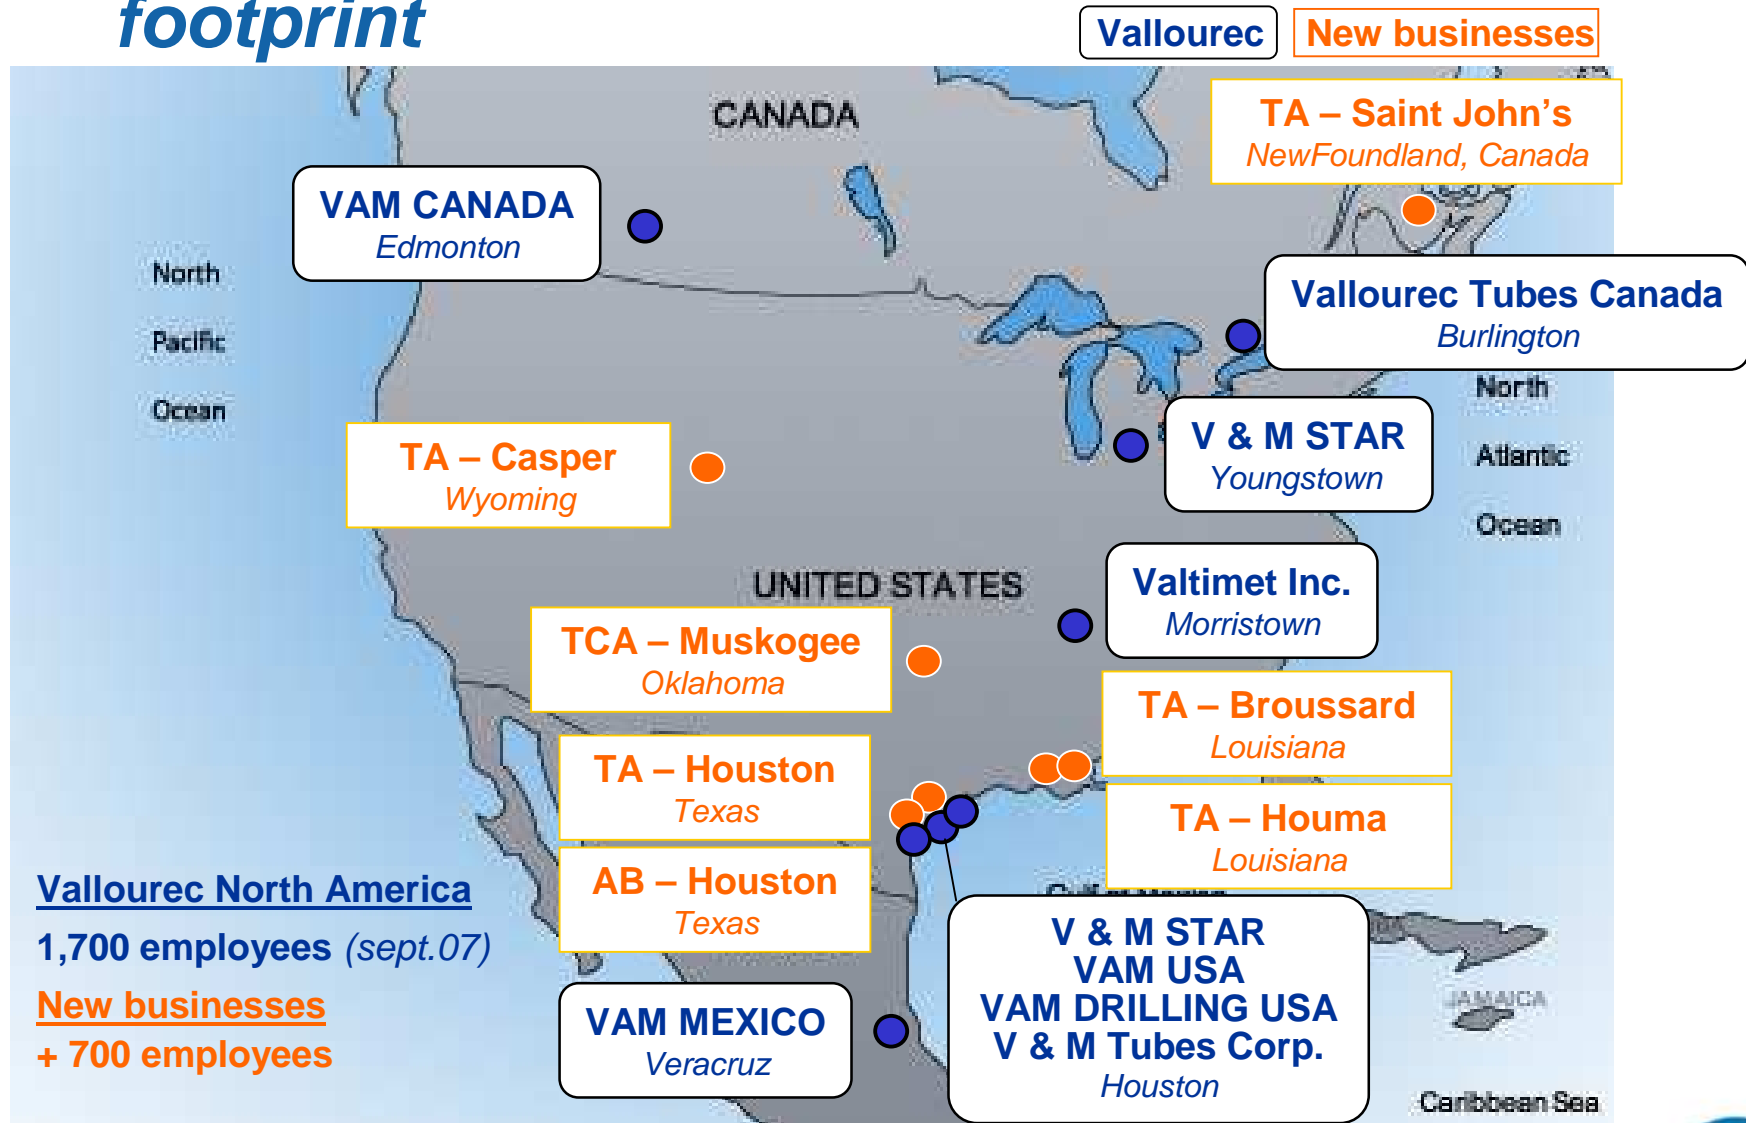 footprint
Vallourec
New businesses
CANADA
TA – Saint John’s
NewFoundland, Canada
VAM CANADA
Edmonton
North
Pacific
Ocean
Vallourec Tubes Canada
Burlington
North
Atlantic
Ocean
V & M STAR
Youngstown
TA – Casper
Wyoming
UNITED STATES
Valtimet Inc.
Morristown
TCA – Muskogee
Oklahoma
TA – Broussard
Louisiana
TA – Houston
Texas
TA – Houma
Louisiana
AB – Houston
Texas
Vallourec North America
1,700 employees (sept.07)
New businesses
+ 700 employees
V & M STAR
VAM USA
VAM DRILLING USA
V & M Tubes Corp.
Houston
VAM MEXICO
Veracruz
JAMAICA
Caribbean Sea